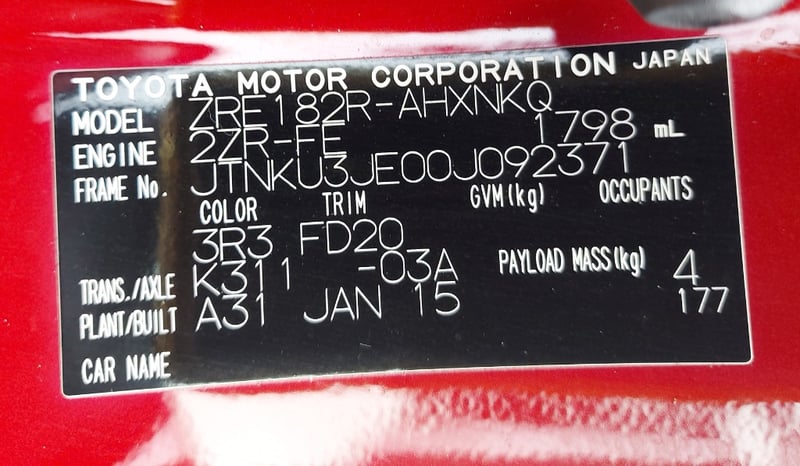 TOYOTA MOTOR CORPORATION JAPAN
MODEL ZRE182R-AHXNKQ
ENGINE 2ZR-FE 1798 mL
FRAME No. JTNKU3JE00J092371
COLOR TRIM GVM(kg) OCCUPANTS
3R3 FD20
TRANS./AXLE K311 -03A PAYLOAD MASS(kg) 4
PLANT/BUILT A31 JAN 15 177
CAR NAME